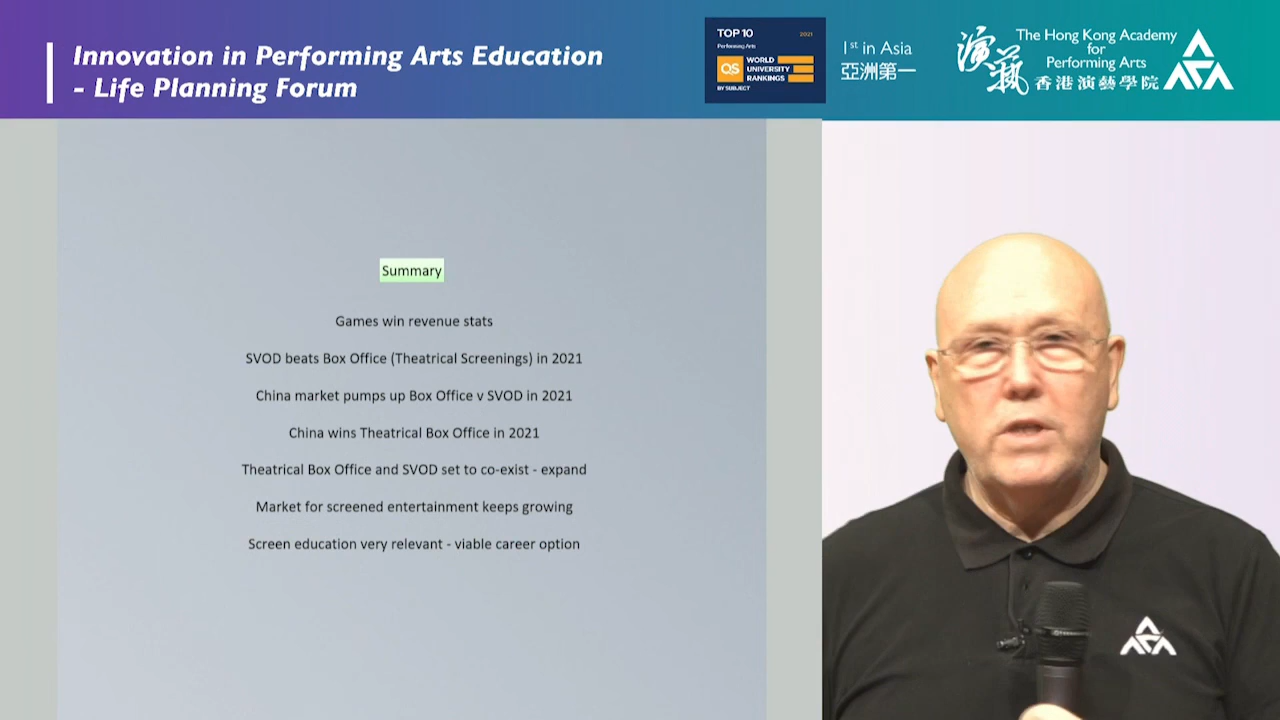 Innovation in Performing Arts Education
- Life Planning Forum
TOP 10
2021
Performing Arts
QS
WORLD
UNIVERSITY
RANKINGS
BY SUBJECT
1st in Asia
亞洲第一
演藝
The Hong Kong Academy
for
Performing Arts
香港演藝學院
Summary
Games win revenue stats
SVOD beats Box Office (Theatrical Screenings) in 2021
China market pumps up Box Office v SVOD in 2021
China wins Theatrical Box Office in 2021
Theatrical Box Office and SVOD set to co-exist - expand
Market for screened entertainment keeps growing
Screen education very relevant - viable career option